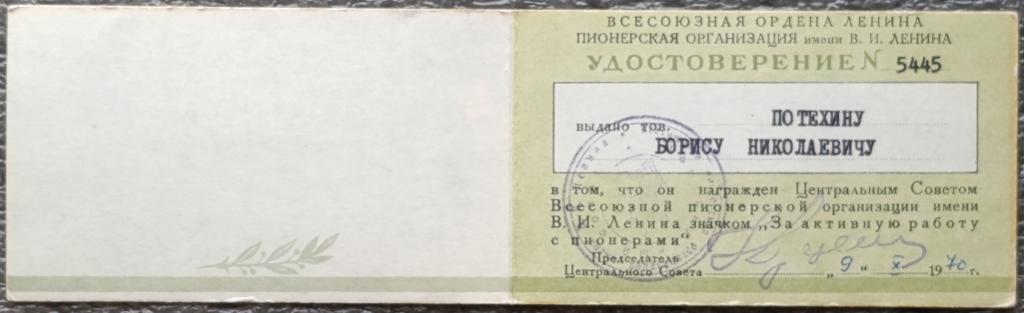 ВСЕСОЮЗНАЯ ОРДЕНА ЛЕНИНА
ПИОНЕРСКАЯ ОРГАНИЗАЦИЯ имени В. И. ЛЕНИНА
УДОСТОВЕРЕНИЕ N 5445
ПОТЕХИНУ
выдано тов.
БОРИСУ НИКОЛАЕВИЧУ
в том, что он награжден Центральным Советом
Всесоюзной пионерской организации имени
В. И. Ленина значком „За активную работу
с пионерами“
Председатель
Центрального Совета
„9“ X 1970 г.